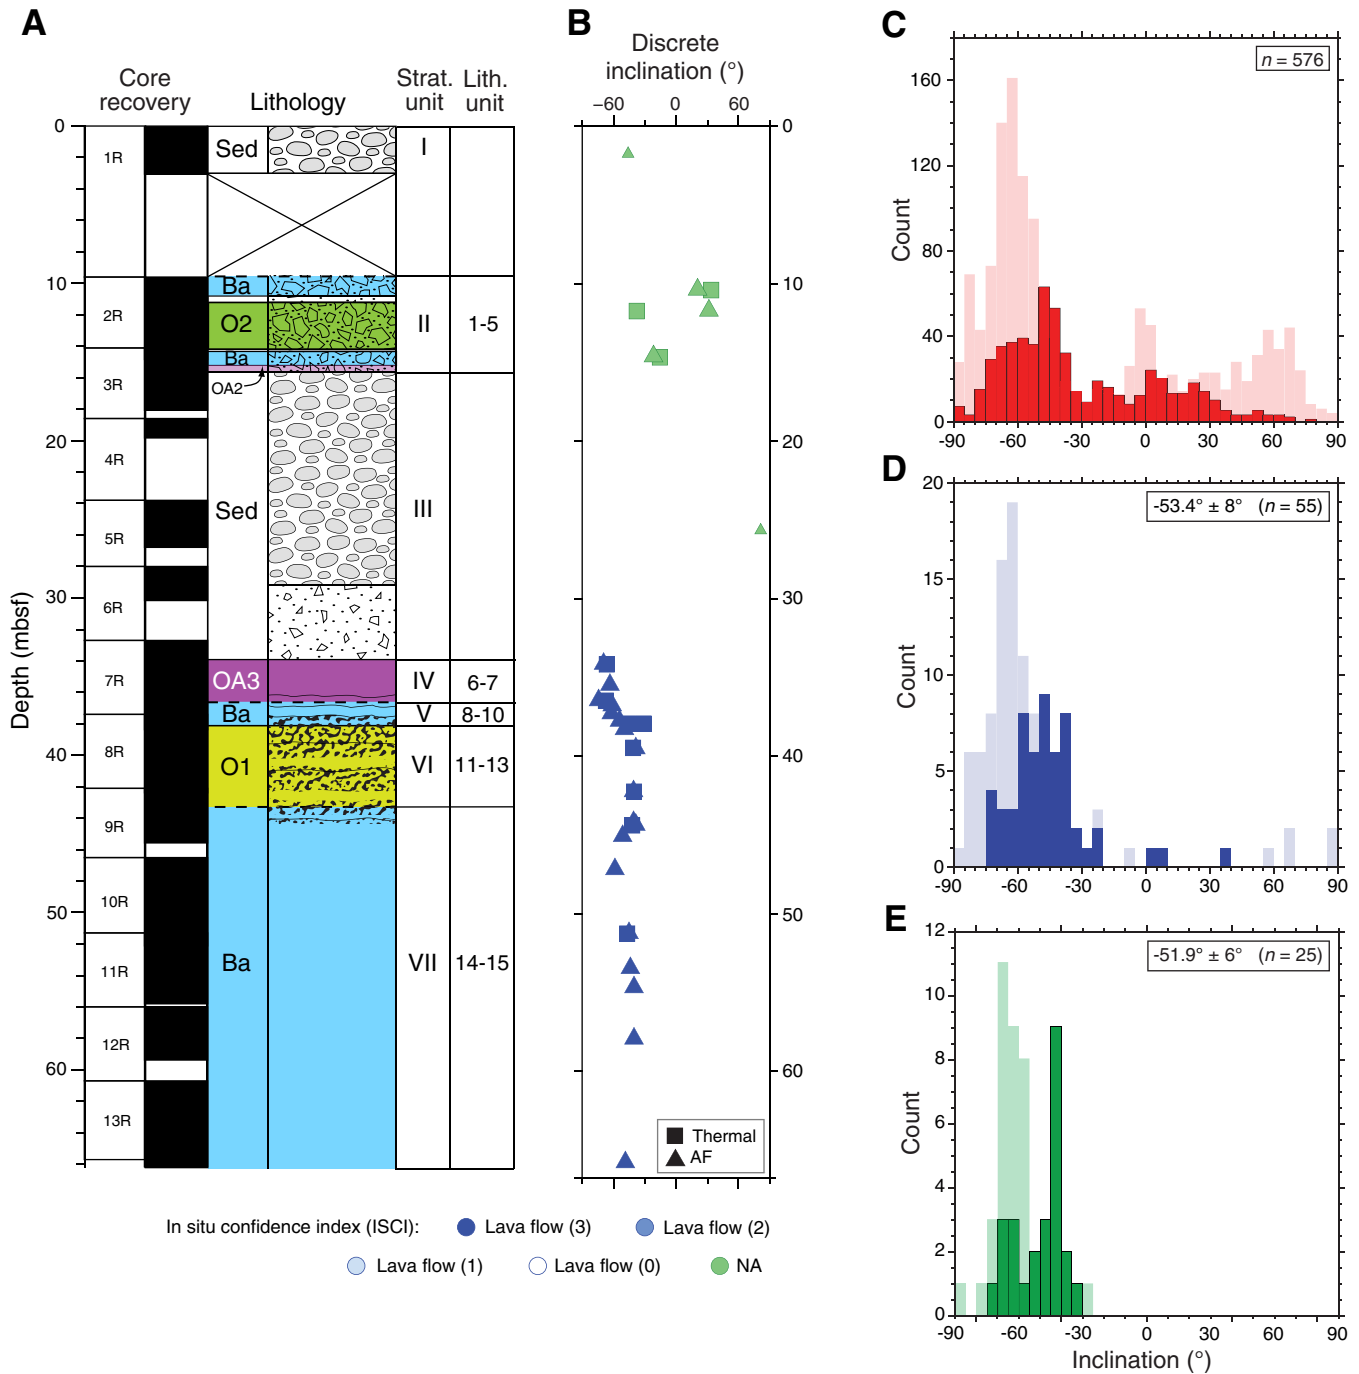 A
Core recovery
Lithology
Strat. unit
Lith. unit
Depth (mbsf)
0
10
20
30
40
50
60
1R
2R
3R
4R
5R
6R
7R
8R
9R
10R
11R
12R
13R
Sed
Ba
O2
Ba
OA2
Sed
OA3
Ba
O1
Ba
I
II 1-5
III
IV 6-7
V 8-10
VI 11-13
VII 14-15
B
Discrete inclination (°)
−60 0 60
0
10
20
30
40
50
60
Thermal
AF
In situ confidence index (ISCI):
Lava flow (3)
Lava flow (2)
Lava flow (1)
Lava flow (0)
NA
C
n = 576
Count
160
120
80
40
0
-90 -60 -30 0 30 60 90
D
-53.4° ± 8° (n = 55)
Count
20
15
10
5
0
-90 -60 -30 0 30 60 90
E
-51.9° ± 6° (n = 25)
Count
12
10
8
6
4
2
0
-90 -60 -30 0 30 60 90
Inclination (°)